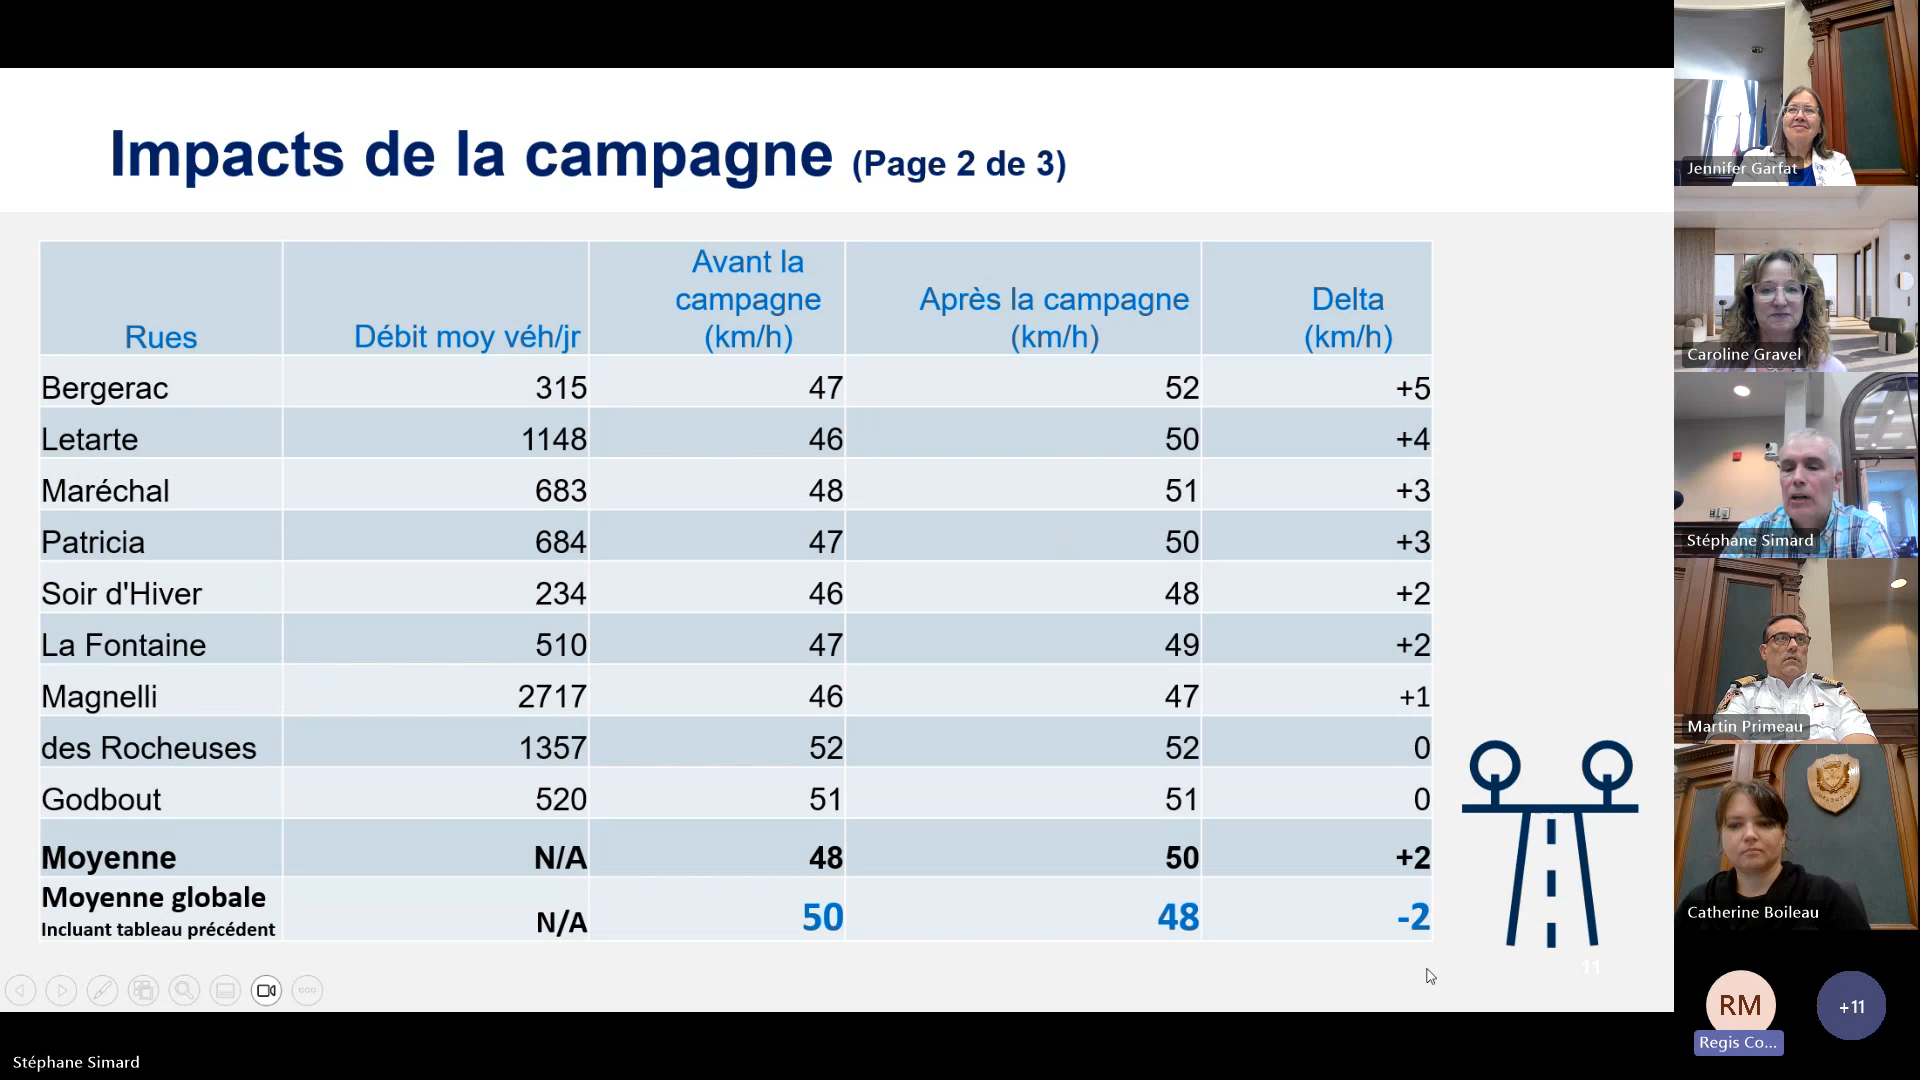 Impacts de la campagne (Page 2 de 3)
Rues Débit moy véh/jr Avant la campagne (km/h) Après la campagne (km/h) Delta (km/h)
Bergerac 315 47 52 +5
Letarte 1148 46 50 +4
Maréchal 683 48 51 +3
Patricia 684 47 50 +3
Soir d'Hiver 234 46 48 +2
La Fontaine 510 47 49 +2
Magnelli 2717 46 47 +1
des Rocheuses 1357 52 52 0
Godbout 520 51 51 0
Moyenne N/A 48 50 +2
Moyenne globale
Incluant tableau précédent N/A 50 48 -2
11
Stéphane Simard
Jennifer Garfat
Caroline Gravel
Stéphane Simard
Martin Primeau
Catherine Boileau
RM
Regis Co...
+11